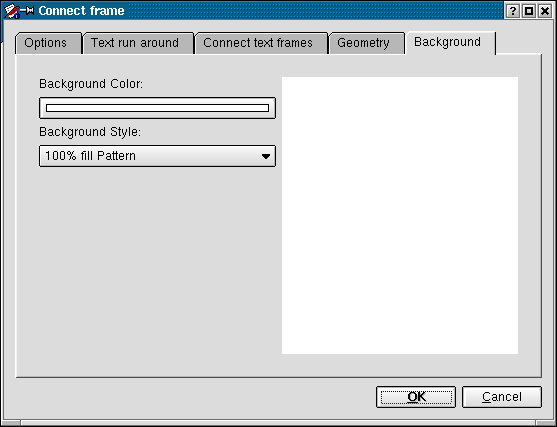 Connect frame
Options Text run around Connect text frames Geometry Background
Background Color:
Background Style:
100% fill Pattern
OK Cancel